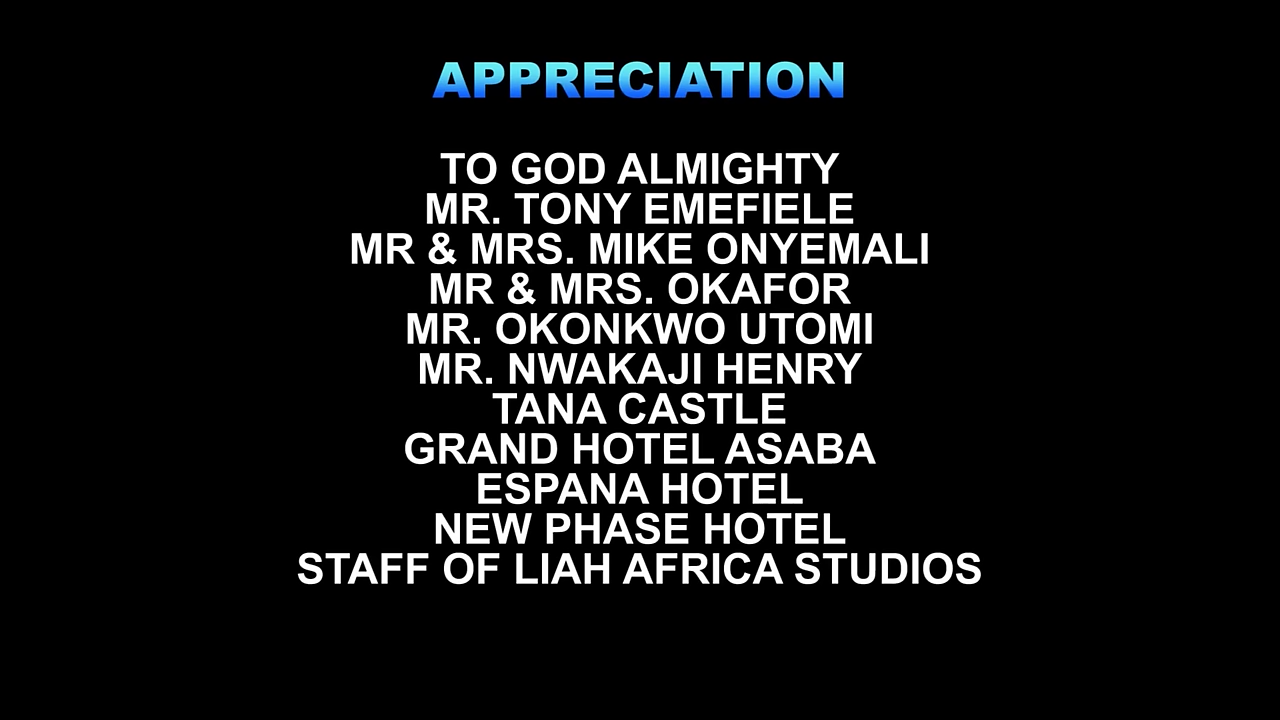 APPRECIATION
TO GOD ALMIGHTY
MR. TONY EMEFIELE
MR & MRS. MIKE ONYEMALI
MR & MRS. OKAFOR
MR. OKONKWO UTOMI
MR. NWAKAJI HENRY
TANA CASTLE
GRAND HOTEL ASABA
ESPANA HOTEL
NEW PHASE HOTEL
STAFF OF LIAH AFRICA STUDIOS